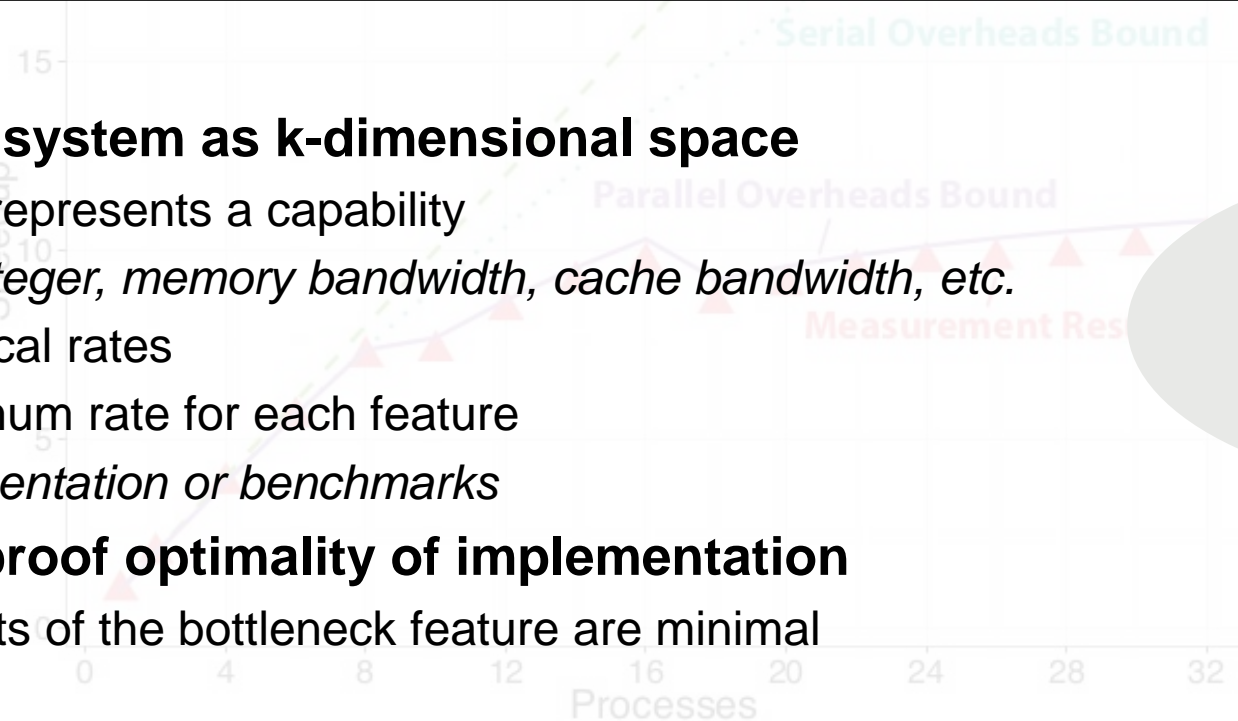 Serial Overheads Bound
15
system as k-dimensional space
represents a capability
Parallel Overheads Bound
10
teger, memory bandwidth, cache bandwidth, etc.
Measurement Res
cal rates
num rate for each feature
5
entation or benchmarks
proof optimality of implementation
ts of the bottleneck feature are minimal
0
0 4 8 12 16 20 24 28 32
Processes